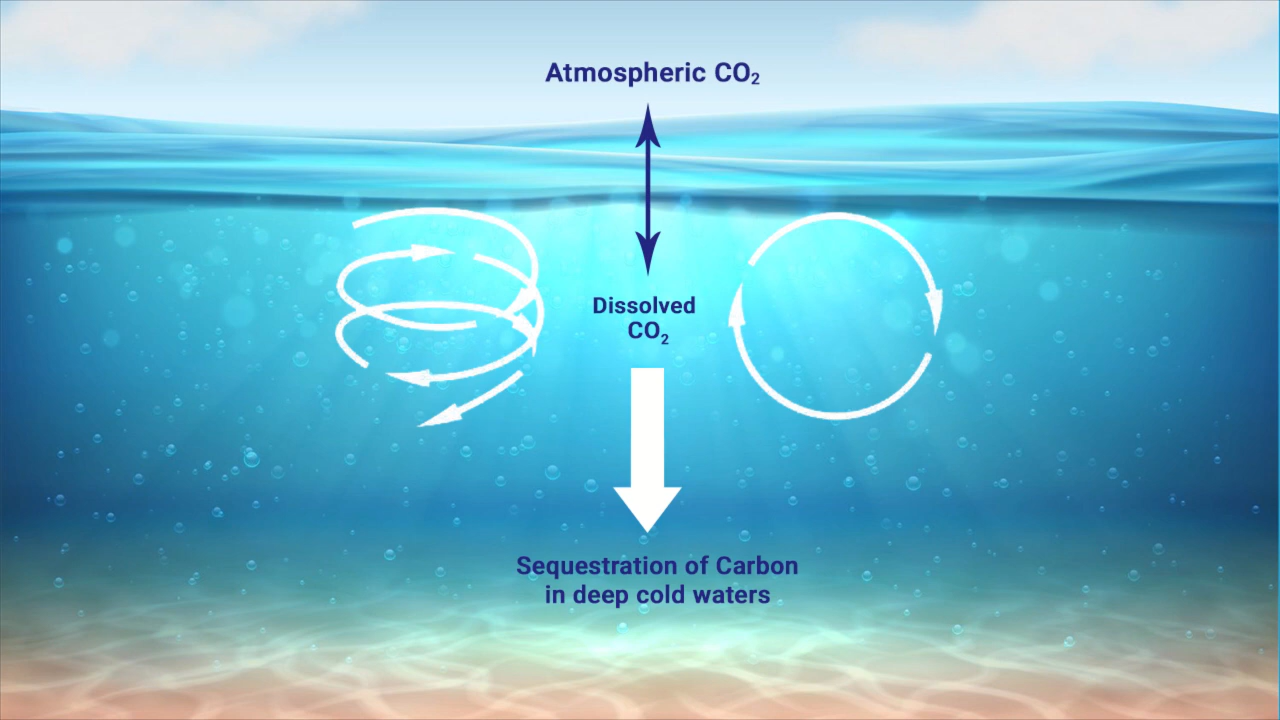 Atmospheric CO₂
Dissolved
CO₂
Sequestration of Carbon
in deep cold waters